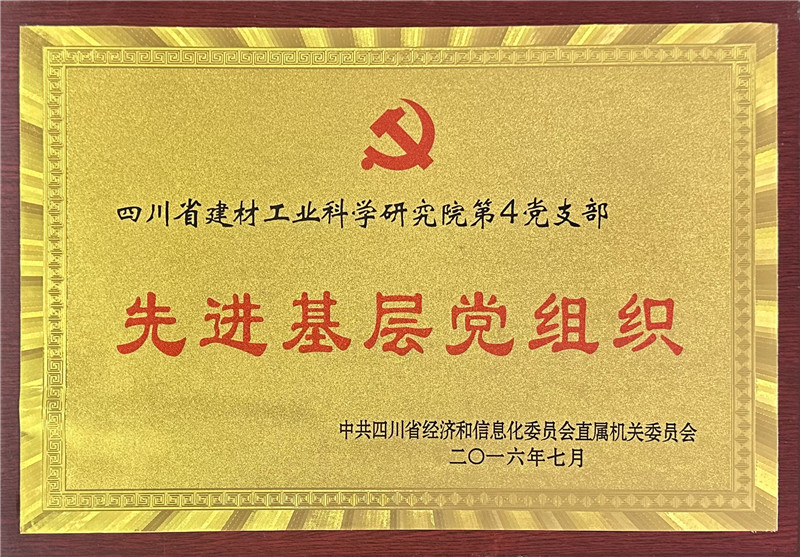 四川省建材工业科学研究院第4党支部
先进基层党组织
中共四川省经济和信息化委员会直属机关委员会
二〇一六年七月